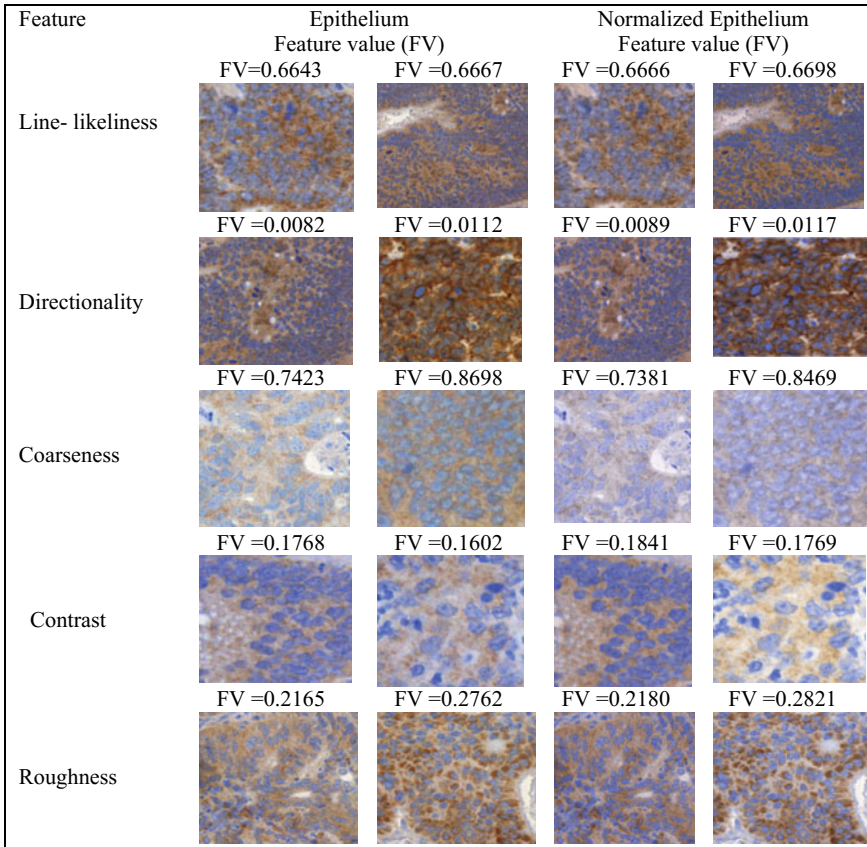 Feature Epithelium Normalized Epithelium
Feature value (FV) Feature value (FV)
FV=0.6643 FV =0.6667 FV =0.6666 FV =0.6698
Line- likeliness
FV=0.0082 FV =0.0112 FV =0.0089 FV =0.0117
Directionality
FV =0.7423 FV =0.8698 FV =0.7381 FV =0.8469
Coarseness
FV =0.1768 FV =0.1602 FV =0.1841 FV =0.1769
Contrast
FV =0.2165 FV =0.2762 FV =0.2180 FV =0.2821
Roughness